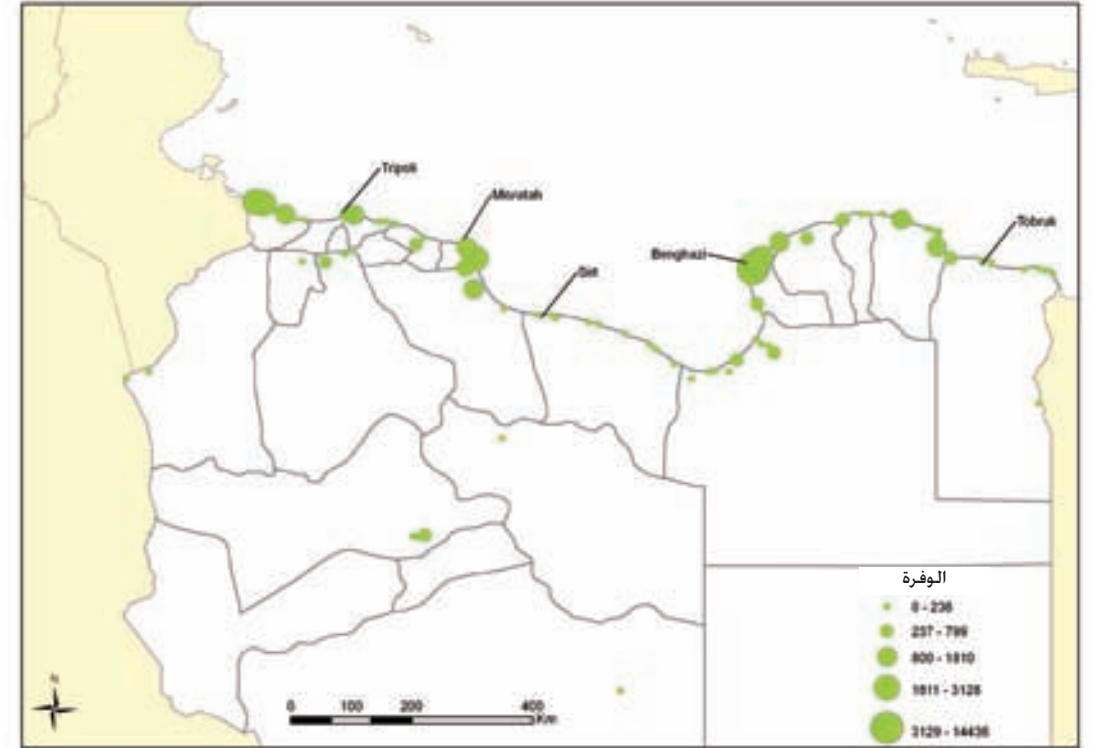 Tripoli
Misratah
Tobruk
Benghazi
Sirt
الوفرة
0 - 236
237 - 799
800 - 1810
1811 - 3128
3129 - 14436
N
0 100 200 400
Km